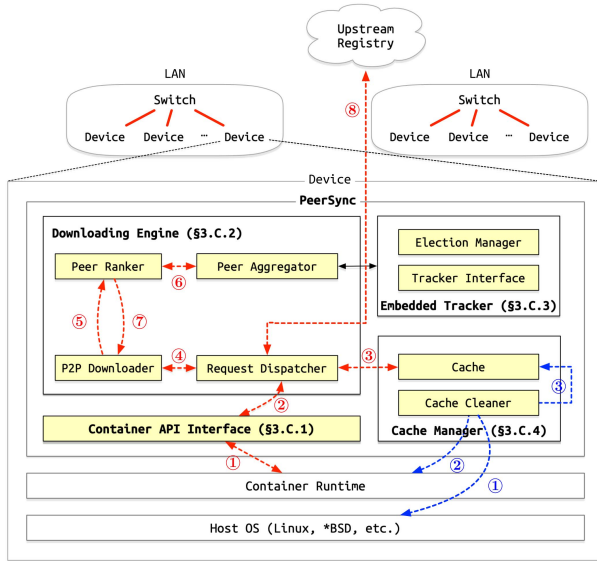 Upstream
Registry
LAN
LAN
Switch
Switch
⑧
Device Device ... Device
Device Device ... Device
Device
PeerSync
Downloading Engine (§3.C.2)
Election Manager
Peer Ranker
Peer Aggregator
⑥
Tracker Interface
Embedded Tracker (§3.C.3)
⑤
⑦
④
③
P2P Downloader
Request Dispatcher
Cache
③
②
Cache Cleaner
Container API Interface (§3.C.1)
Cache Manager (§3.C.4)
①
②
①
Container Runtime
Host OS (Linux, *BSD, etc.)